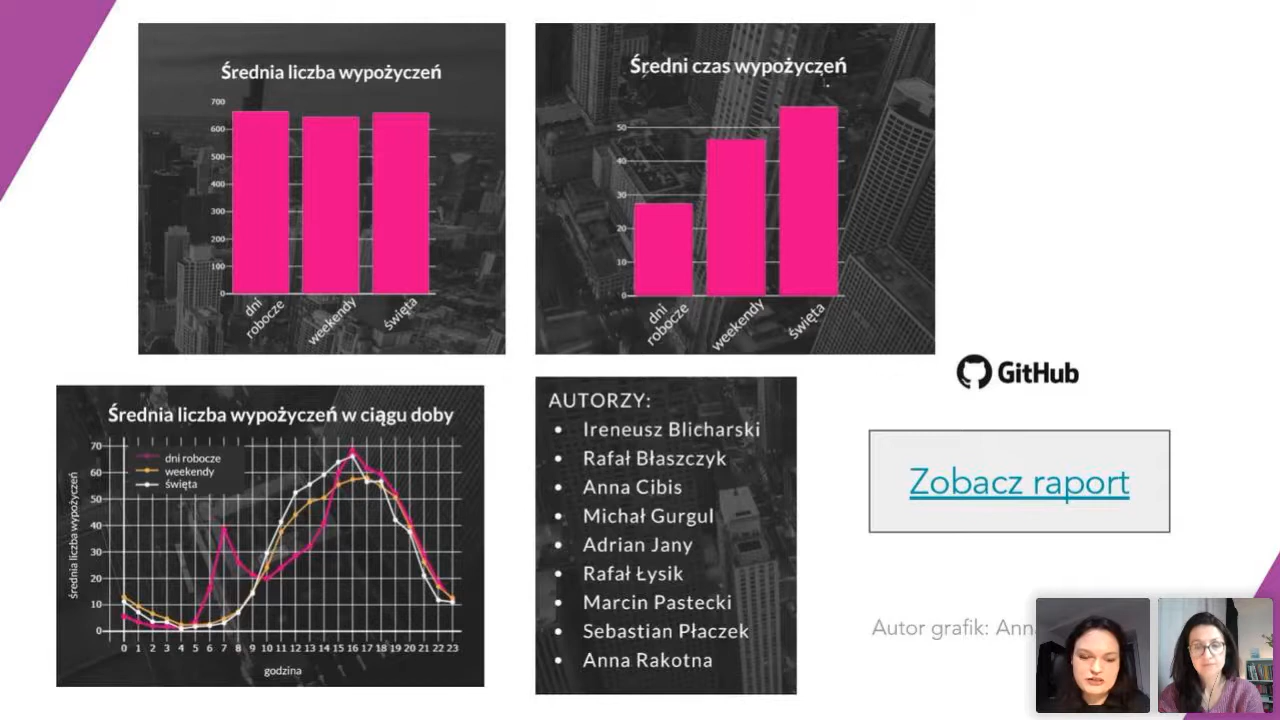 Średnia liczba wypożyczeń
700
600
500
400
300
200
100
0
dni
robocze
weekendy
święta
Średni czas wypożyczeń
50
40
30
20
10
0
dni
robocze
weekendy
święta
Średnia liczba wypożyczeń w ciągu doby
dni robocze
weekendy
święta
średnia liczba wypożyczeń
70
60
50
40
30
20
10
0
0 1 2 3 4 5 6 7 8 9 10 11 12 13 14 15 16 17 18 19 20 21 22 23
godzina
AUTORZY:
• Ireneusz Blicharski
• Rafał Błaszczyk
• Anna Cibis
• Michał Gurgul
• Adrian Jany
• Rafał Łysik
• Marcin Pastecki
• Sebastian Płaczek
• Anna Rakotna
GitHub
Zobacz raport
Autor grafik: Ann